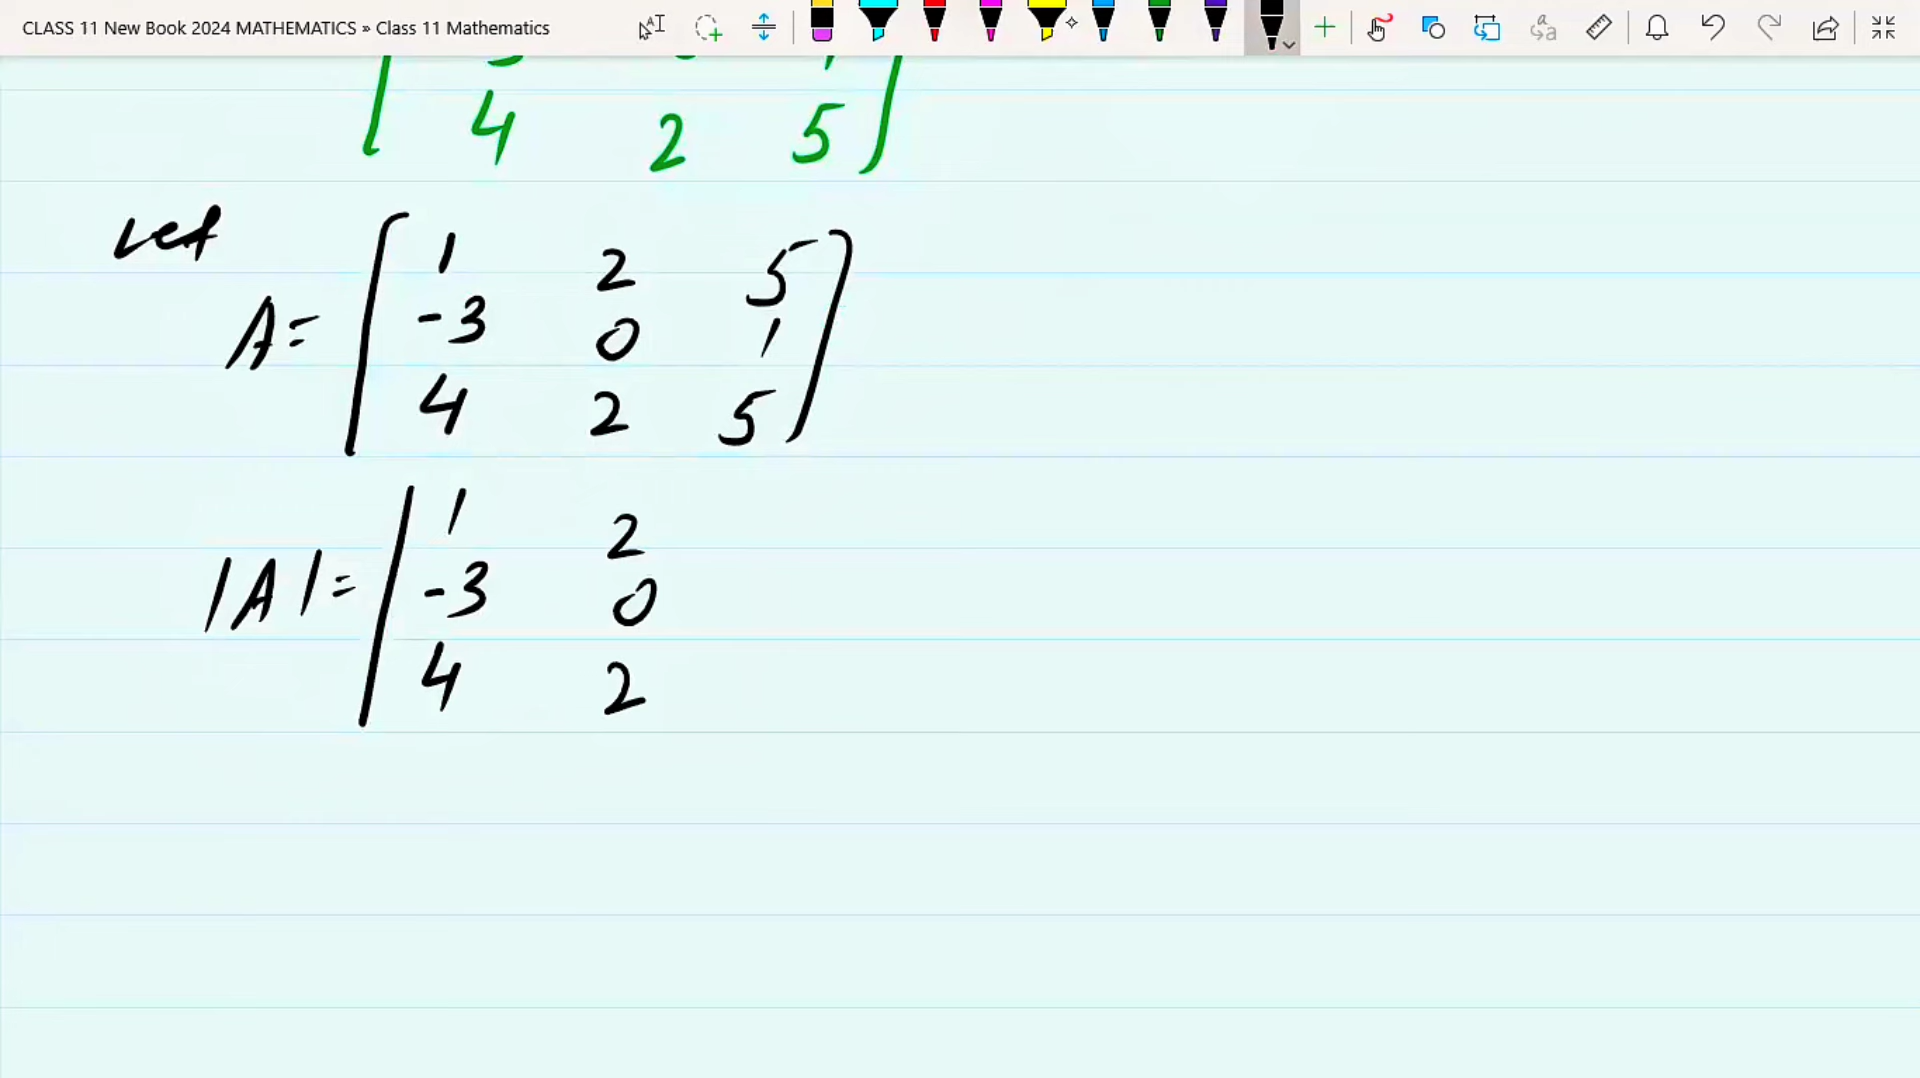 CLASS 11 New Book 2024 MATHEMATICS » Class 11 Mathematics
4 2 5
Let
A = [ 1 2 5
-3 0 1
4 2 5 ]
|A| = | 1 2
-3 0
4 2